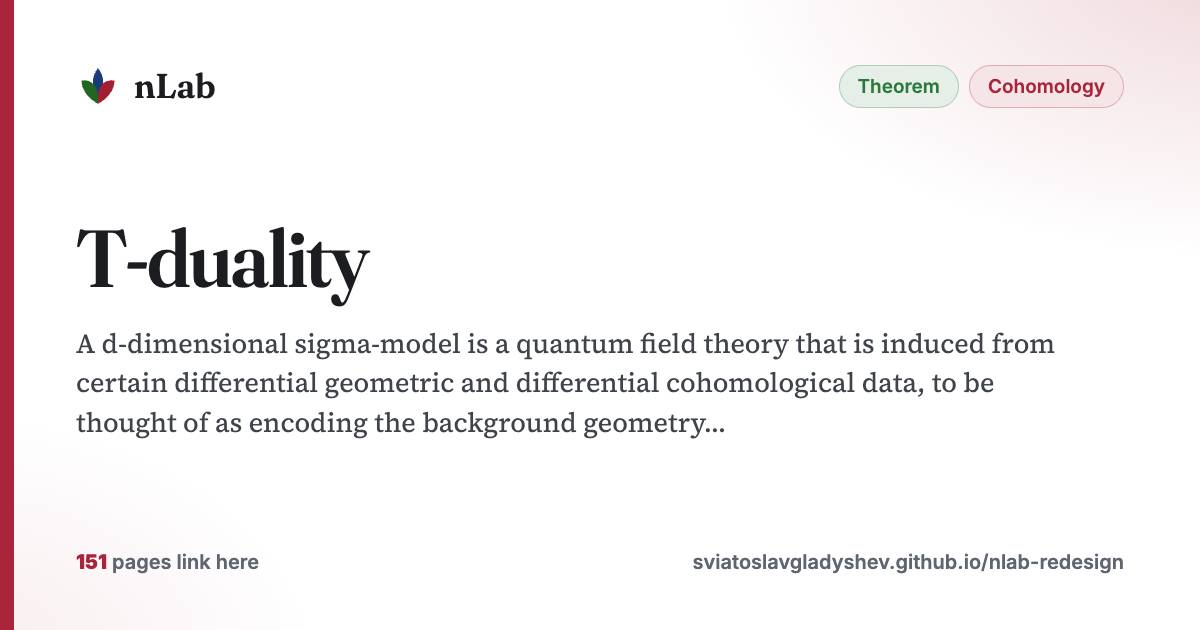 nLab
Theorem
Cohomology
T-duality
A d-dimensional sigma-model is a quantum field theory that is induced from
certain differential geometric and differential cohomological data, to be
thought of as encoding the background geometry...
151 pages link here
sviatoslavgladyshev.github.io/nlab-redesign